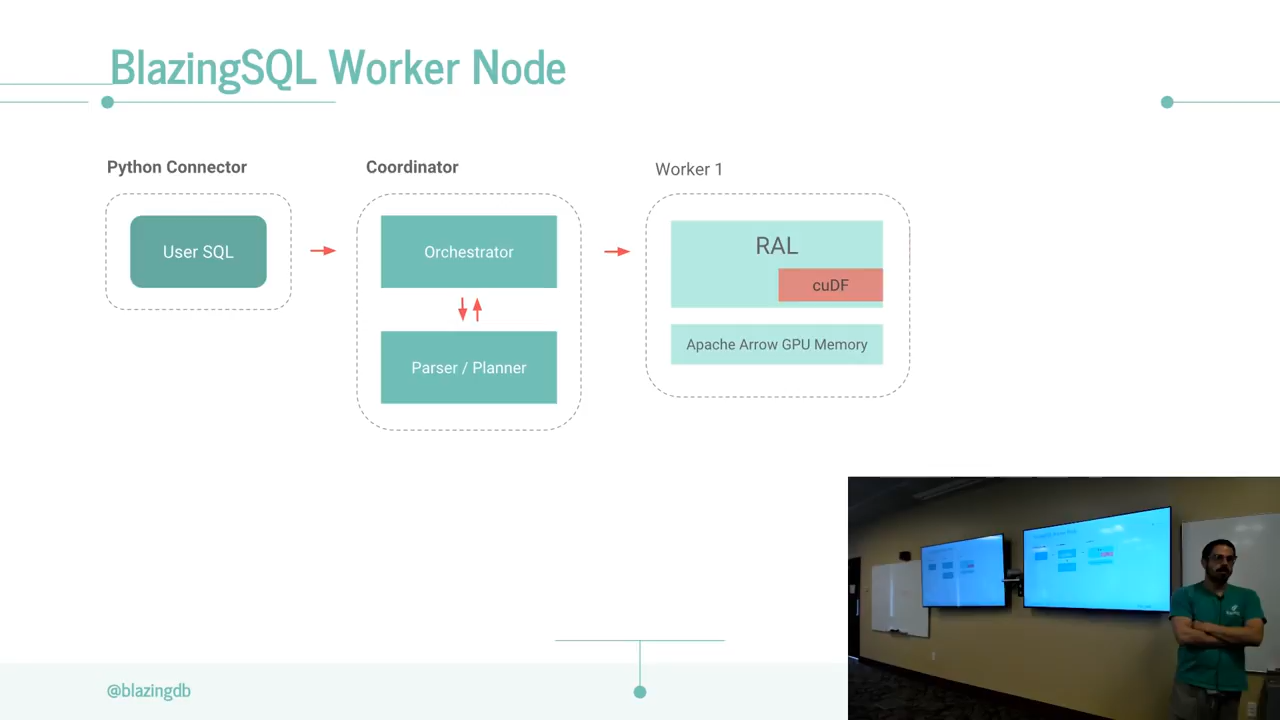 BlazingSQL Worker Node
Python Connector
User SQL
Coordinator
Orchestrator
Parser / Planner
Worker 1
RAL
cuDF
Apache Arrow GPU Memory
@blazingdb